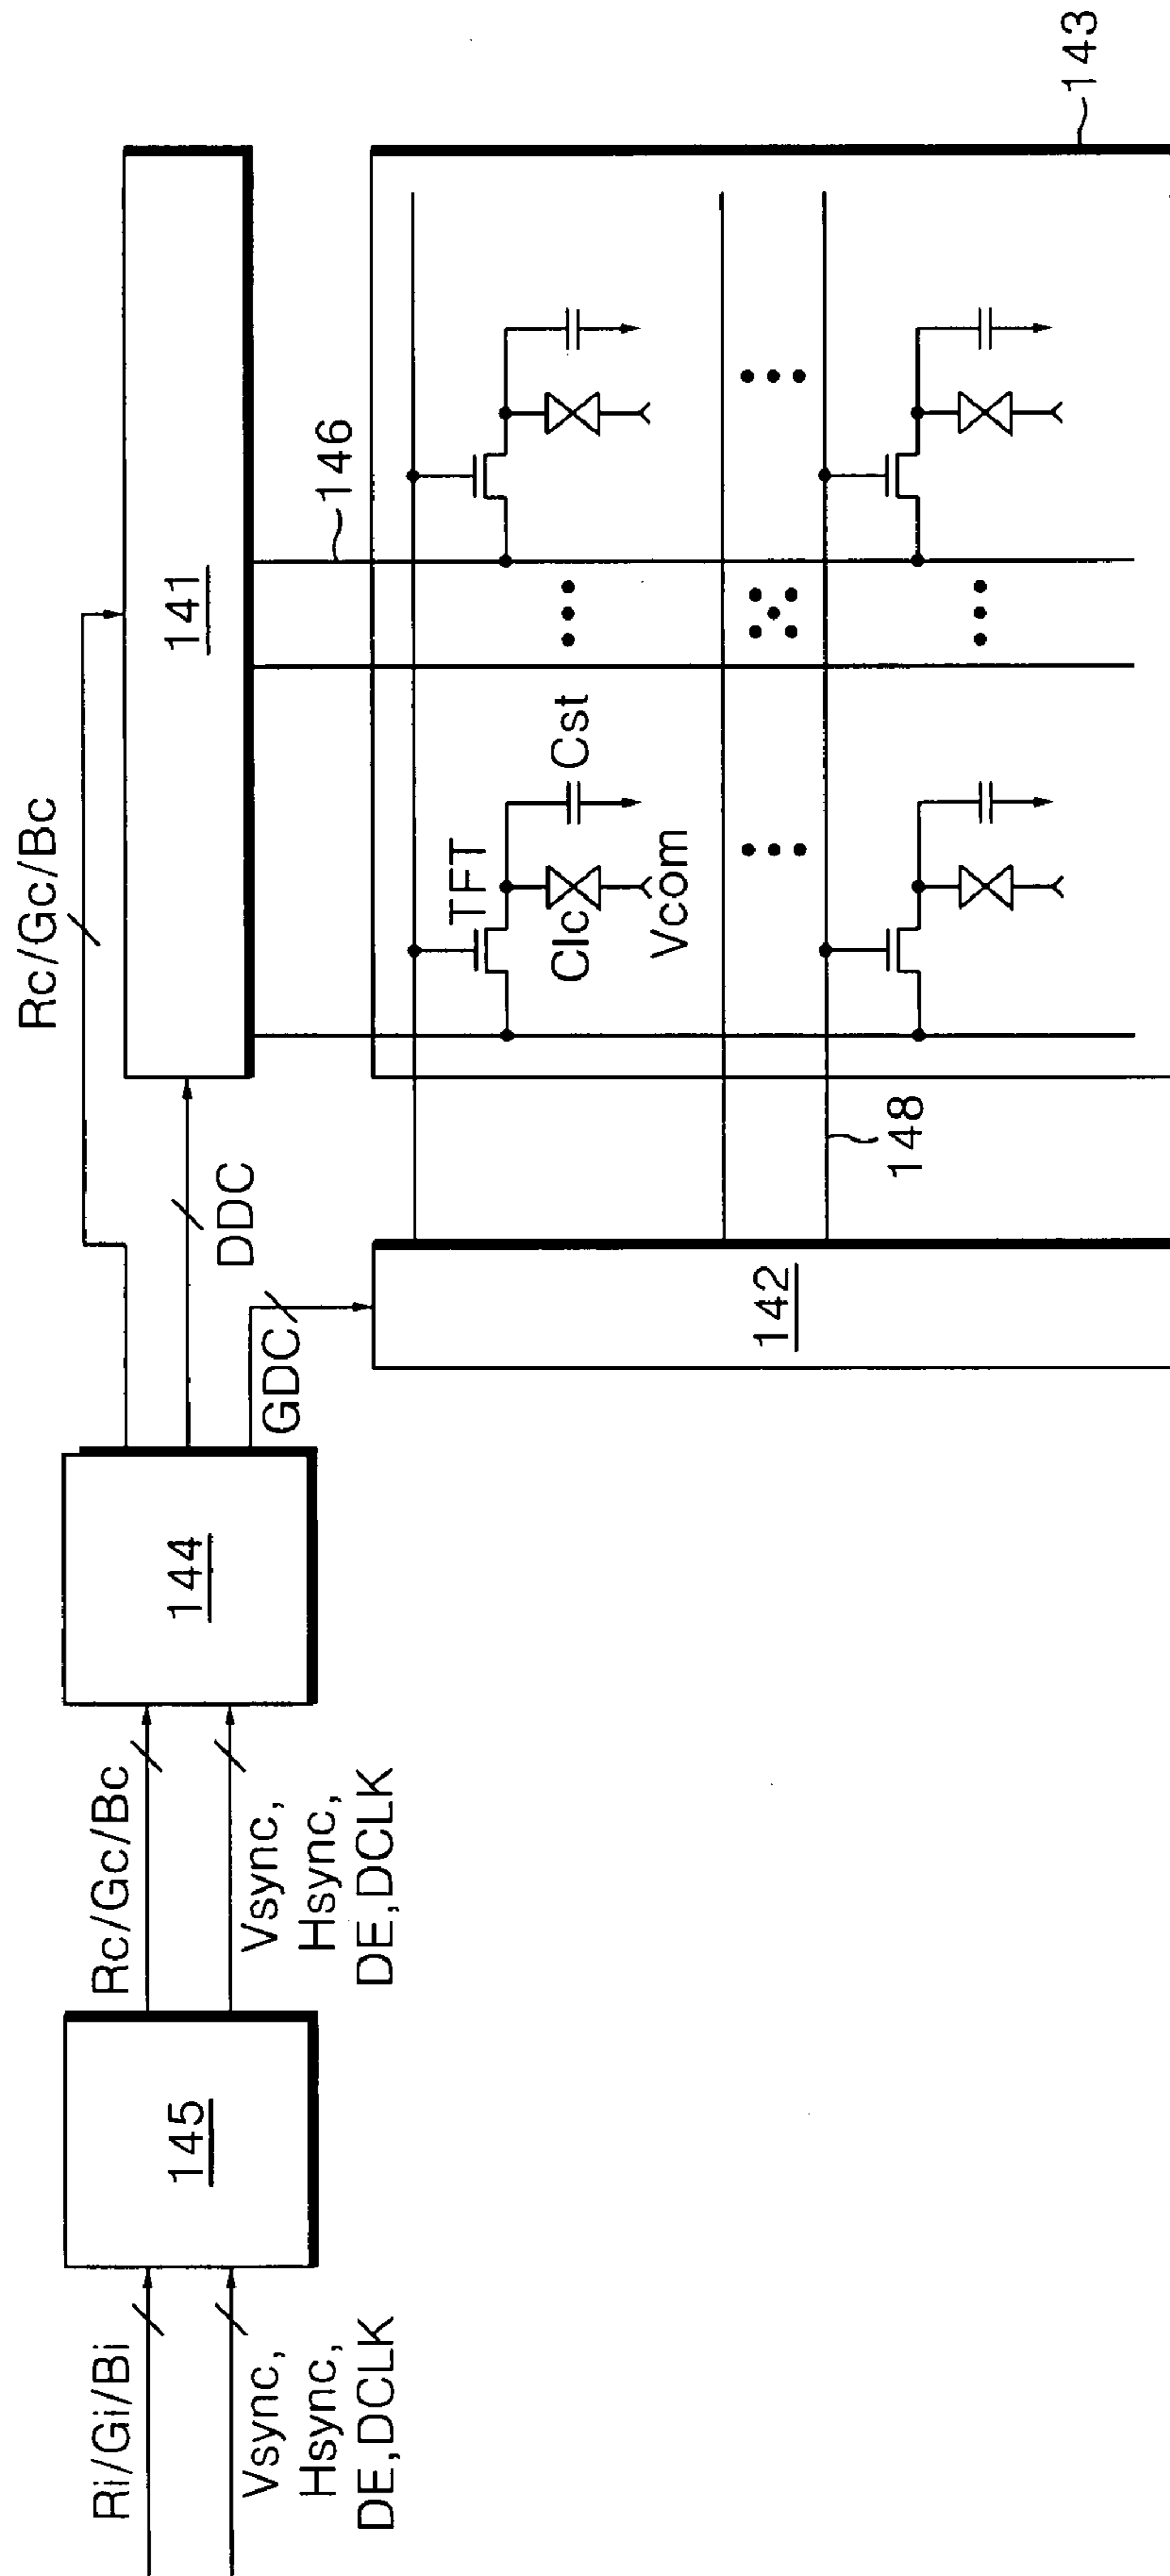 Ri/Gi/Bi
Vsync,
Hsync,
DE,DCLK
145
Rc/Gc/Bc
Vsync,
Hsync,
DE,DCLK
144
Rc/Gc/Bc
DDC
GDC
141
142
146
148
143
TFT
Clc
Cst
Vcom